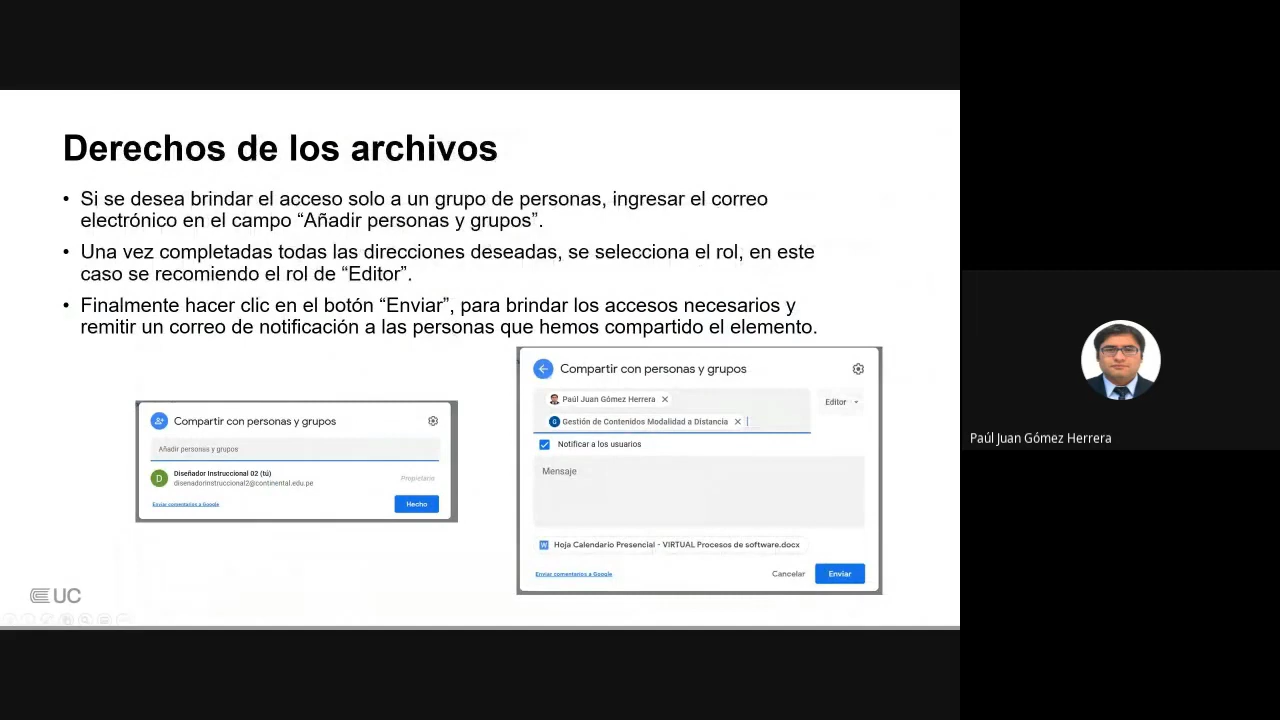 Derechos de los archivos
• Si se desea brindar el acceso solo a un grupo de personas, ingresar el correo
electrónico en el campo “Añadir personas y grupos”.
• Una vez completadas todas las direcciones deseadas, se selecciona el rol, en este
caso se recomiendo el rol de “Editor”.
• Finalmente hacer clic en el botón “Enviar”, para brindar los accesos necesarios y
remitir un correo de notificación a las personas que hemos compartido el elemento.
Compartir con personas y grupos
Añadir personas y grupos
D
Diseñador Instruccional 02 (tú)
disenadorinstruccional2@continental.edu.pe
Propietario
Enviar comentarios a Google
Hecho
Compartir con personas y grupos
Paúl Juan Gómez Herrera
Editor
G Gestión de Contenidos Modalidad a Distancia
Notificar a los usuarios
Mensaje
W Hoja Calendario Presencial - VIRTUAL Procesos de software.docx
Enviar comentarios a Google
Cancelar
Enviar
UC
Paúl Juan Gómez Herrera